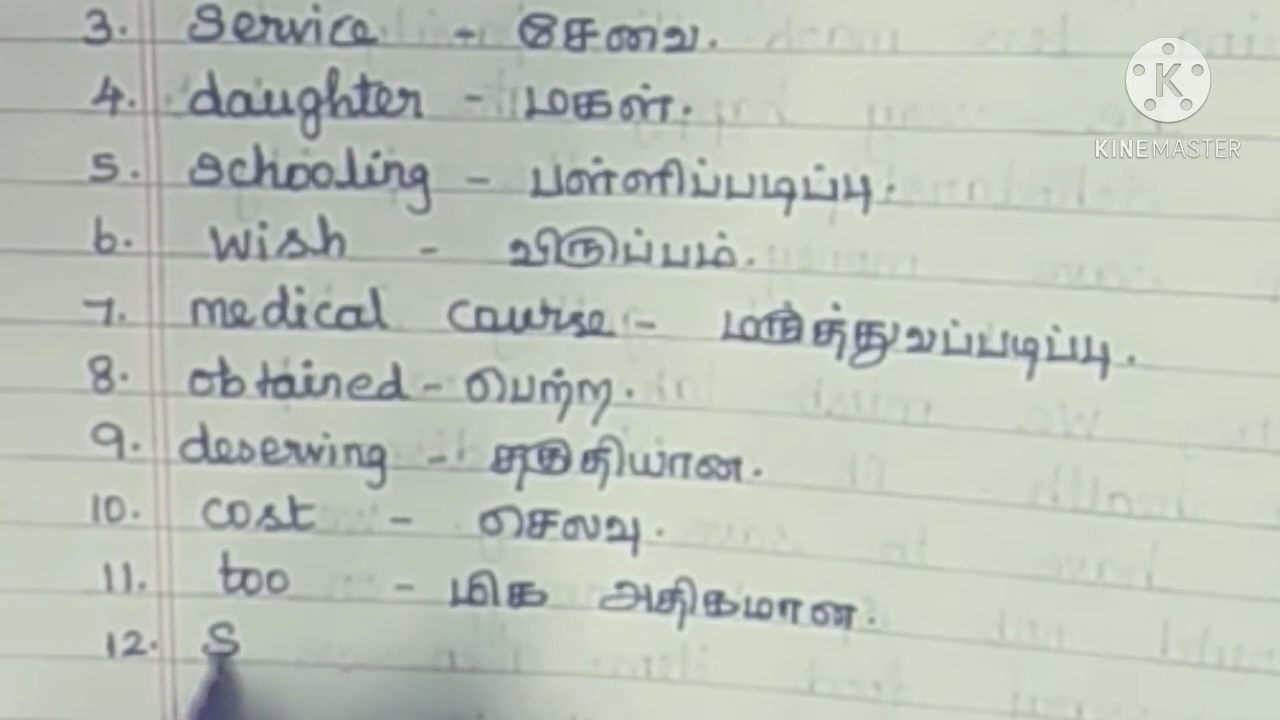 3. Service - சேவை.
4. daughter - மகள்.
5. Schooling - பள்ளிப்படிப்பு.
6. wish - விருப்பம்.
7. medical course - மருத்துவப்படிப்பு.
8. obtained - பெற்ற.
9. deserving - தகுதியான.
10. cost - செலவு.
11. too - மிக அதிகமான.
12. S
KINEMASTER